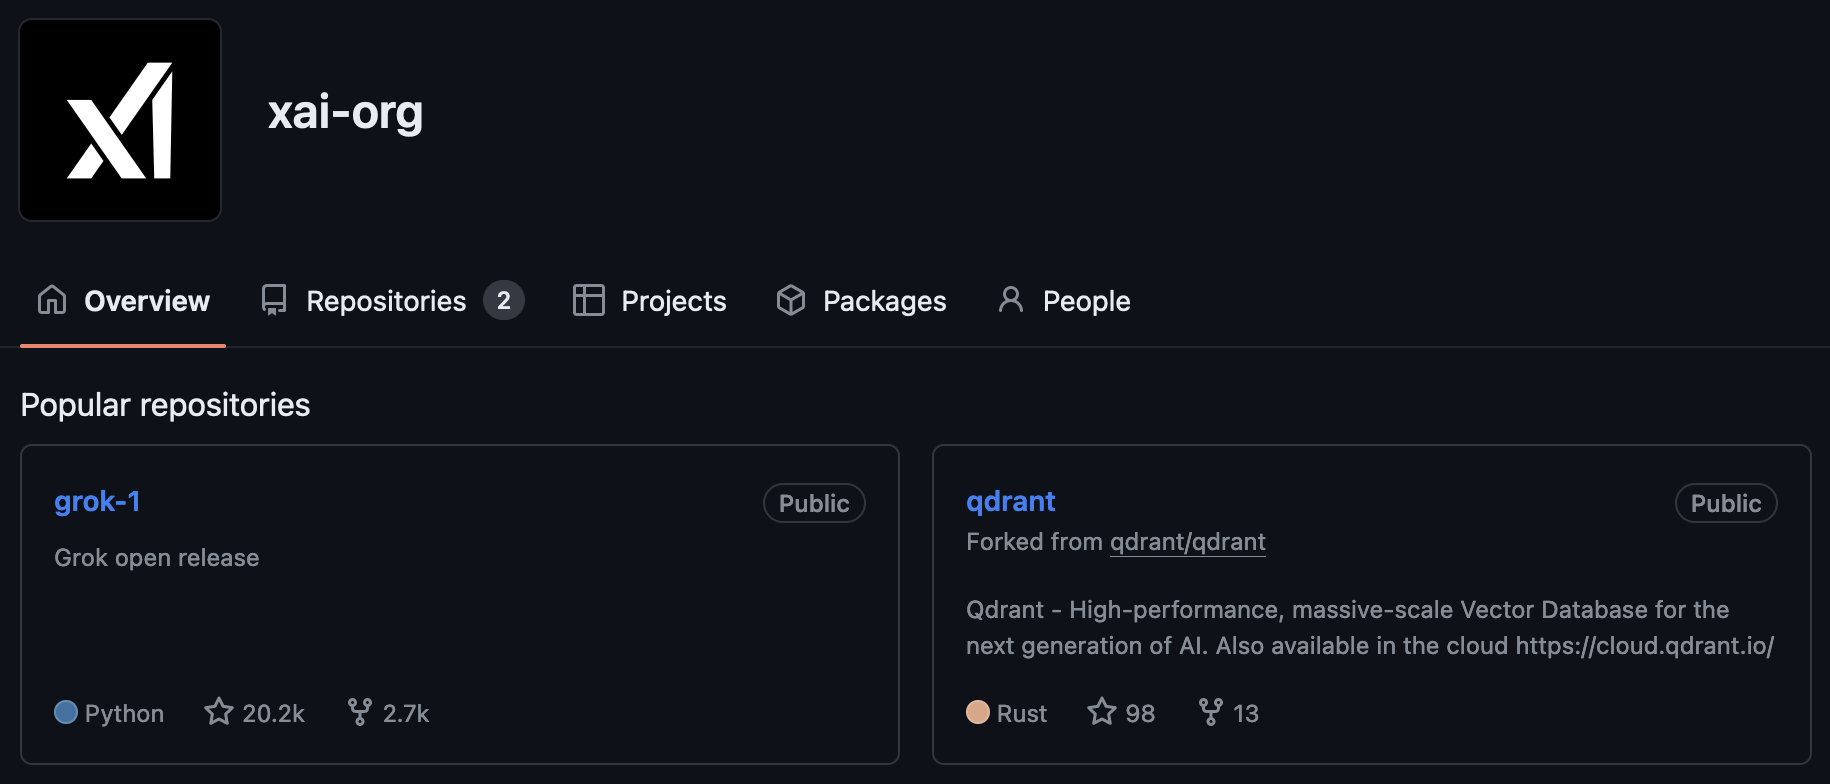 xai-org
Overview
Repositories 2
Projects
Packages
People
Popular repositories
grok-1
Public
Grok open release
Python
20.2k
2.7k
qdrant
Public
Forked from qdrant/qdrant
Qdrant - High-performance, massive-scale Vector Database for the
next generation of AI. Also available in the cloud https://cloud.qdrant.io/
Rust
98
13